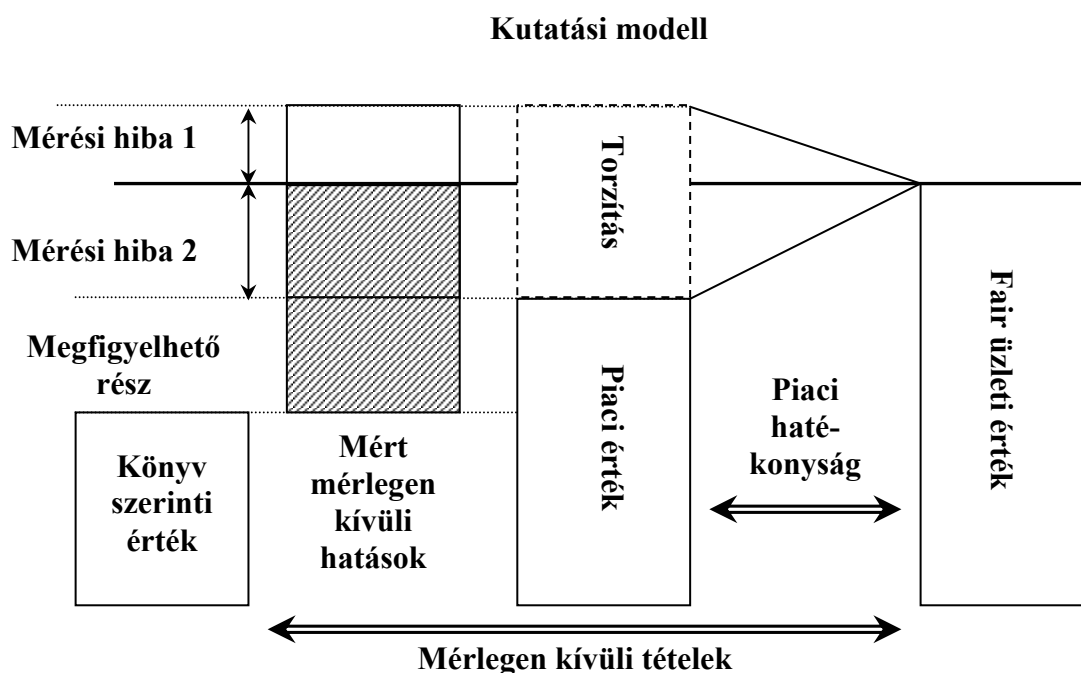 Kutatási modell
Mérési hiba 1
Mérési hiba 2
Megfigyelhető
rész
Könyv
szerinti
érték
Mért
mérlegen
kívüli
hatások
Torzítás
Piaci érték
Piaci
haté-
konyság
Fair üzleti érték
Mérlegen kívüli tételek